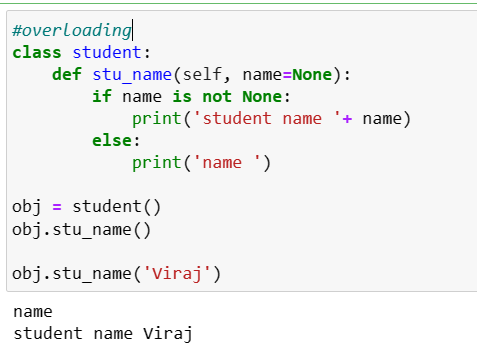 #overloading
class student:
    def stu_name(self, name=None):
        if name is not None:
            print('student name '+ name)
        else:
            print('name ')

obj = student()
obj.stu_name()

obj.stu_name('Viraj')
name
student name Viraj